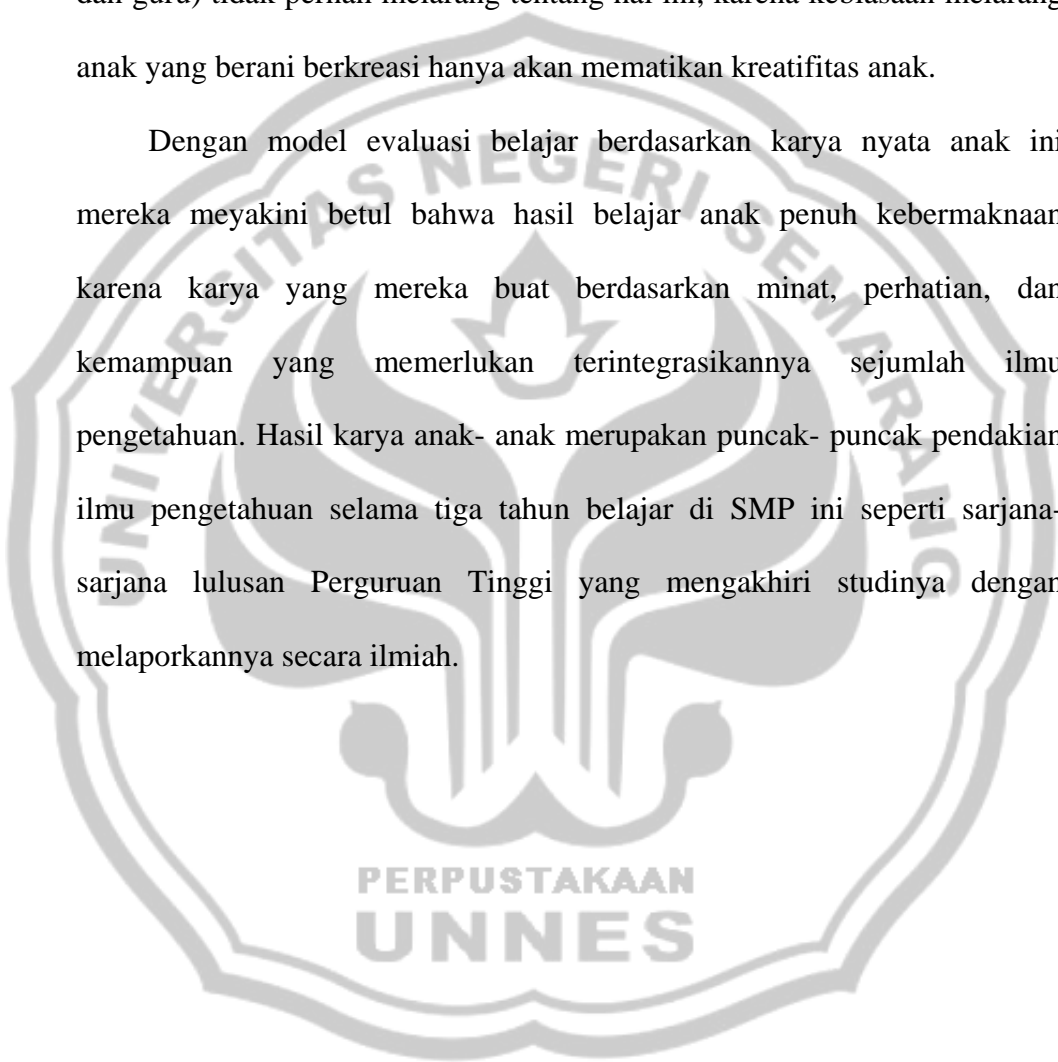 dan guru) tidak pernah melarang tentang hal ini, karena kebiasaan melarang
anak yang berani berkreasi hanya akan mematikan kreatifitas anak.
Dengan model evaluasi belajar berdasarkan karya nyata anak ini
mereka meyakini betul bahwa hasil belajar anak penuh kebermaknaan
karena karya yang mereka buat berdasarkan minat, perhatian, dan
kemampuan yang memerlukan terintegrasikannya sejumlah ilmu
pengetahuan. Hasil karya anak- anak merupakan puncak- puncak pendakian
ilmu pengetahuan selama tiga tahun belajar di SMP ini seperti sarjana-
sarjana lulusan Perguruan Tinggi yang mengakhiri studinya dengan
melaporkannya secara ilmiah.
UNIVERSITAS NEGERI SEMARANG
PERPUSTAKAAN
UNNES